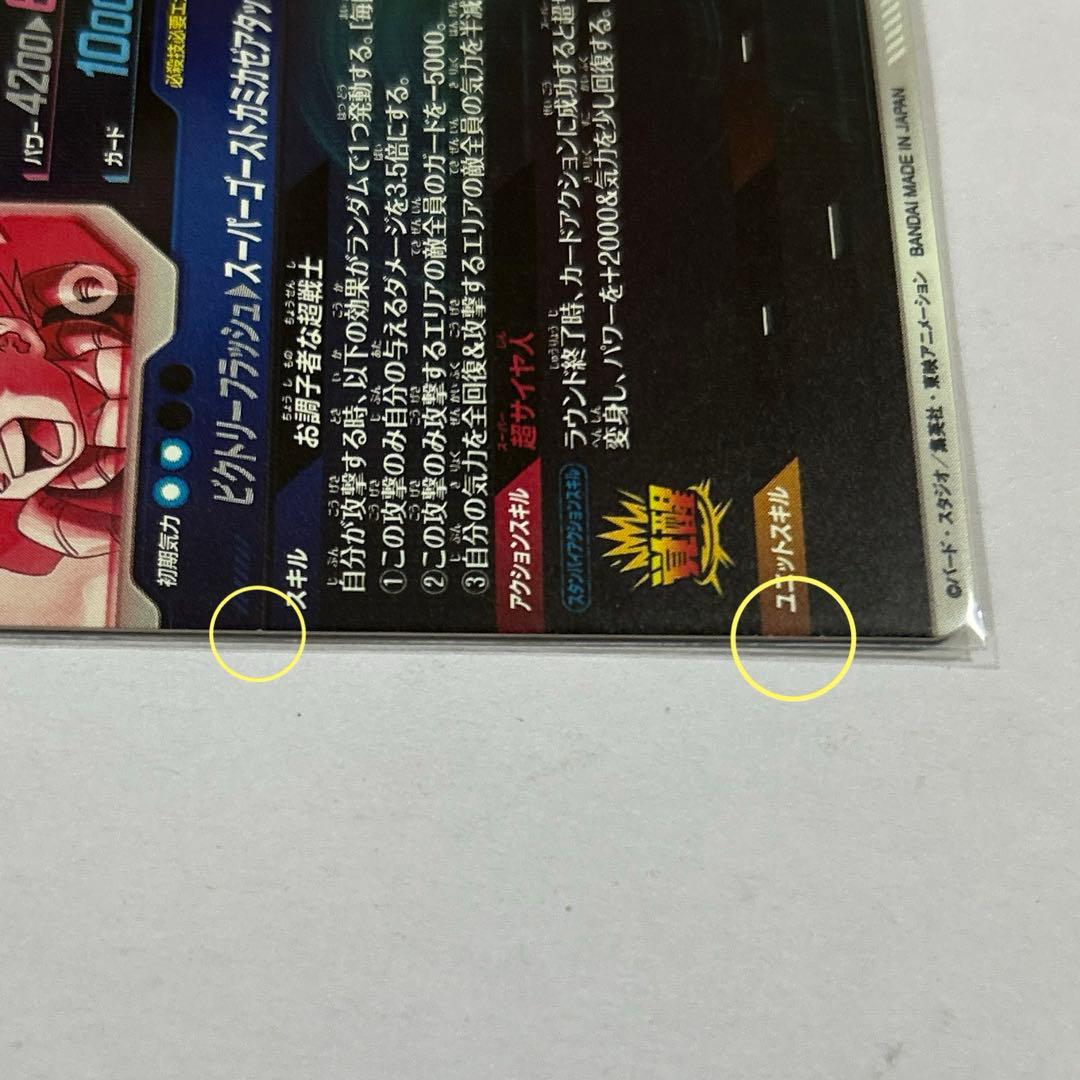 パワー 4200▶
ガード 1000
初期気力
必殺技必要エ
ビクトリーフラッシュ▶スーパーゴーストカミカゼアタッ
スキル
お調子者な超戦士
自分が攻撃する時、以下の効果がランダムで1つ発動する。[毎
①この攻撃のみ自分の与えるダメージを3.5倍にする。
②この攻撃のみ攻撃するエリアの敵全員のガードを-5000。
③自分の気力を全回復&攻撃するエリアの敵全員の気力を半減
アクションスキル
超サイヤ人
スタンバイアクションスキル
ラウンド終了時、カードアクションに成功すると超
変身し、パワーを+2000&気力を少し回復する。
ユニットスキル
©バード・スタジオ/集英社・東映アニメーション BANDAI MADE IN JAPAN